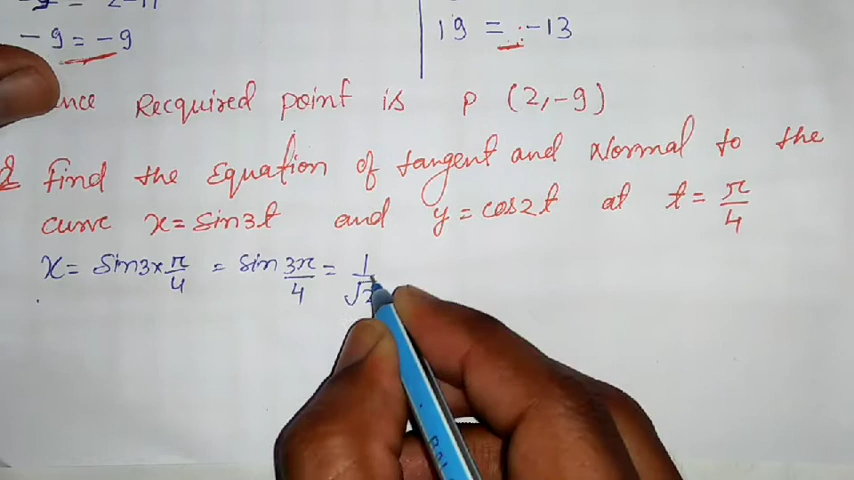 -9 = -9
19 = -13
Recquired point is P (2,-9)
Find the Equation of tangent and Normal to the
curve x = sin3t and y = cos2t at t = π/4
x = Sin3×π/4 = sin 3π/4 = 1/√2